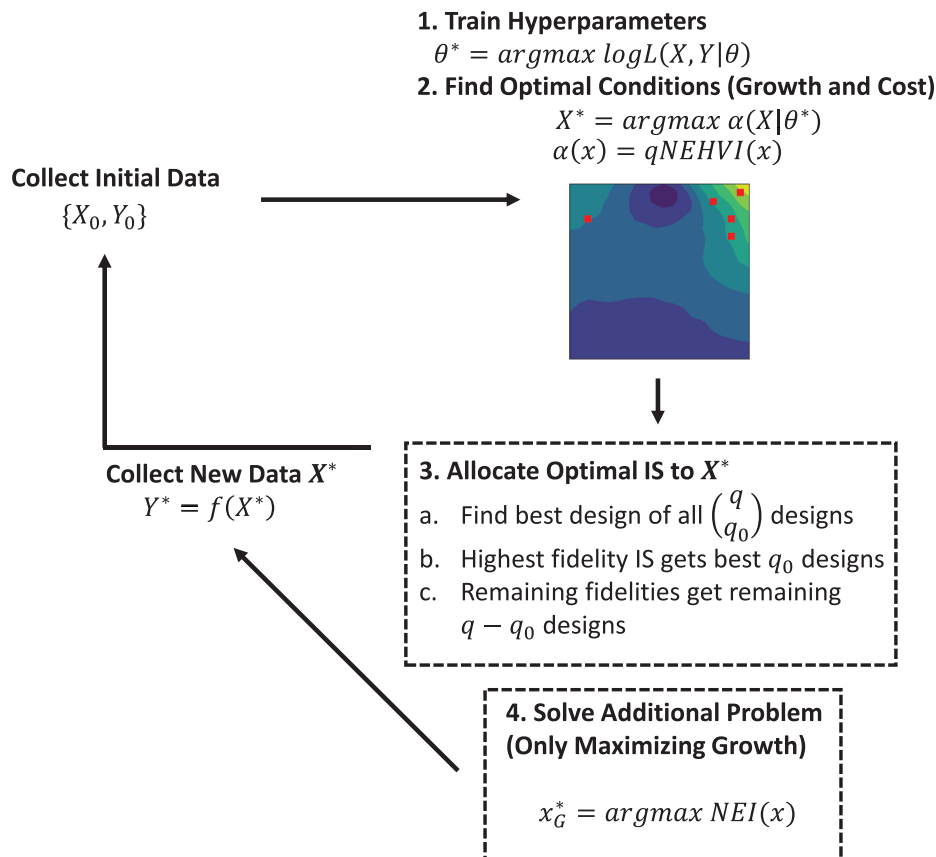 1. Train Hyperparameters
θ* = argmax logL(X, Y|θ)
2. Find Optimal Conditions (Growth and Cost)
X* = argmax α(X|θ*)
α(x) = qNEHVI(x)
Collect Initial Data
{X₀, Y₀}
Collect New Data X*
Y* = f(X*)
3. Allocate Optimal IS to X*
a. Find best design of all (q q₀) designs
b. Highest fidelity IS gets best q₀ designs
c. Remaining fidelities get remaining
q − q₀ designs
4. Solve Additional Problem
(Only Maximizing Growth)
x*_G = argmax NEI(x)